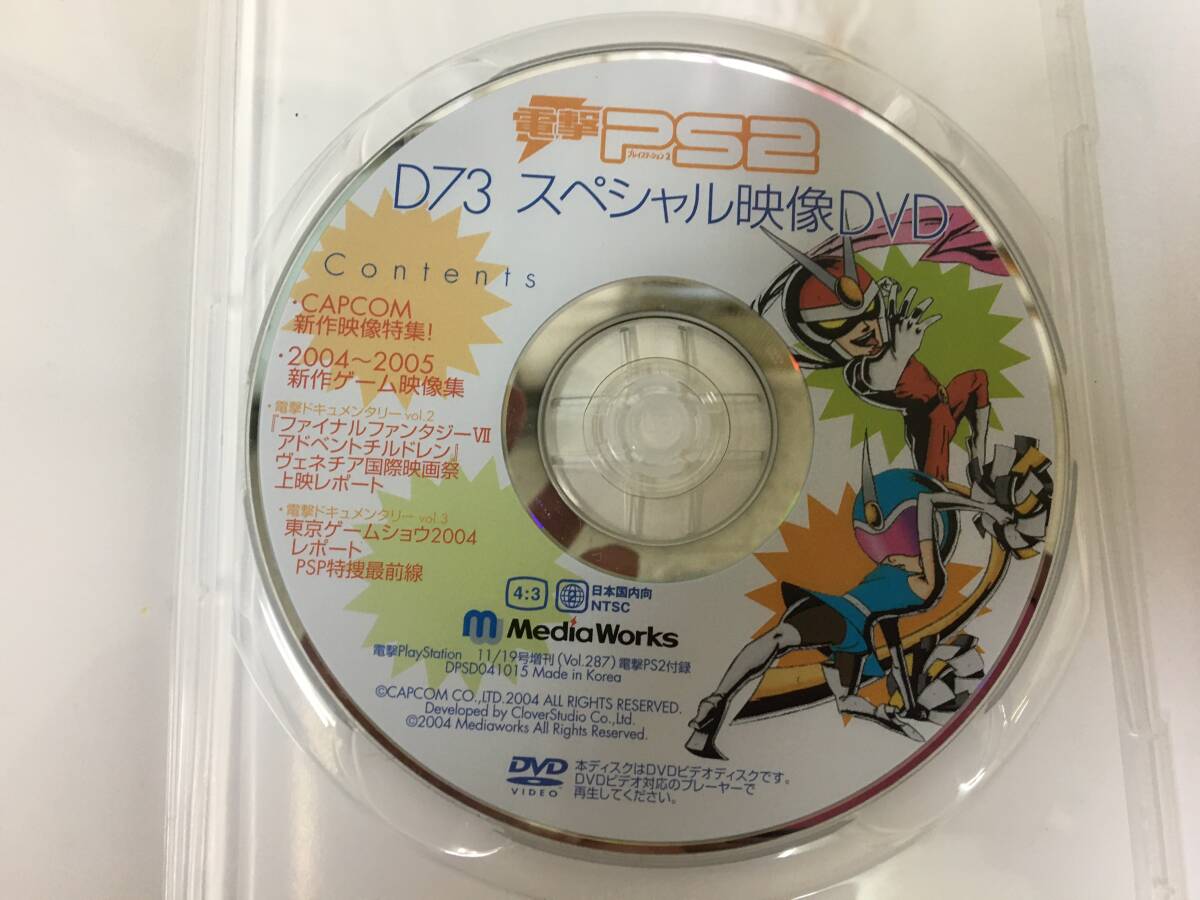 電撃PS2
プレイステーション2
D73 スペシャル映像DVD
Contents
・CAPCOM
新作映像特集!
・2004～2005
新作ゲーム映像集
・電撃ドキュメンタリー vol.2
『ファイナルファンタジーVII
アドベントチルドレン』
ヴェネチア国際映画祭
上映レポート
・電撃ドキュメンタリー vol.3
東京ゲームショウ2004
レポート
PSP特捜最前線
4:3
2
日本国内向
NTSC
m MediaWorks
電撃PlayStation 11/19号増刊(Vol.287)電撃PS2付録
DPSD041015 Made in Korea
©CAPCOM CO.,LTD.2004 ALL RIGHTS RESERVED.
Developed by CloverStudio Co.,Ltd.
©2004 Mediaworks All Rights Reserved.
DVD
VIDEO
本ディスクはDVDビデオディスクです。
DVDビデオ対応のプレーヤーで
再生してください。